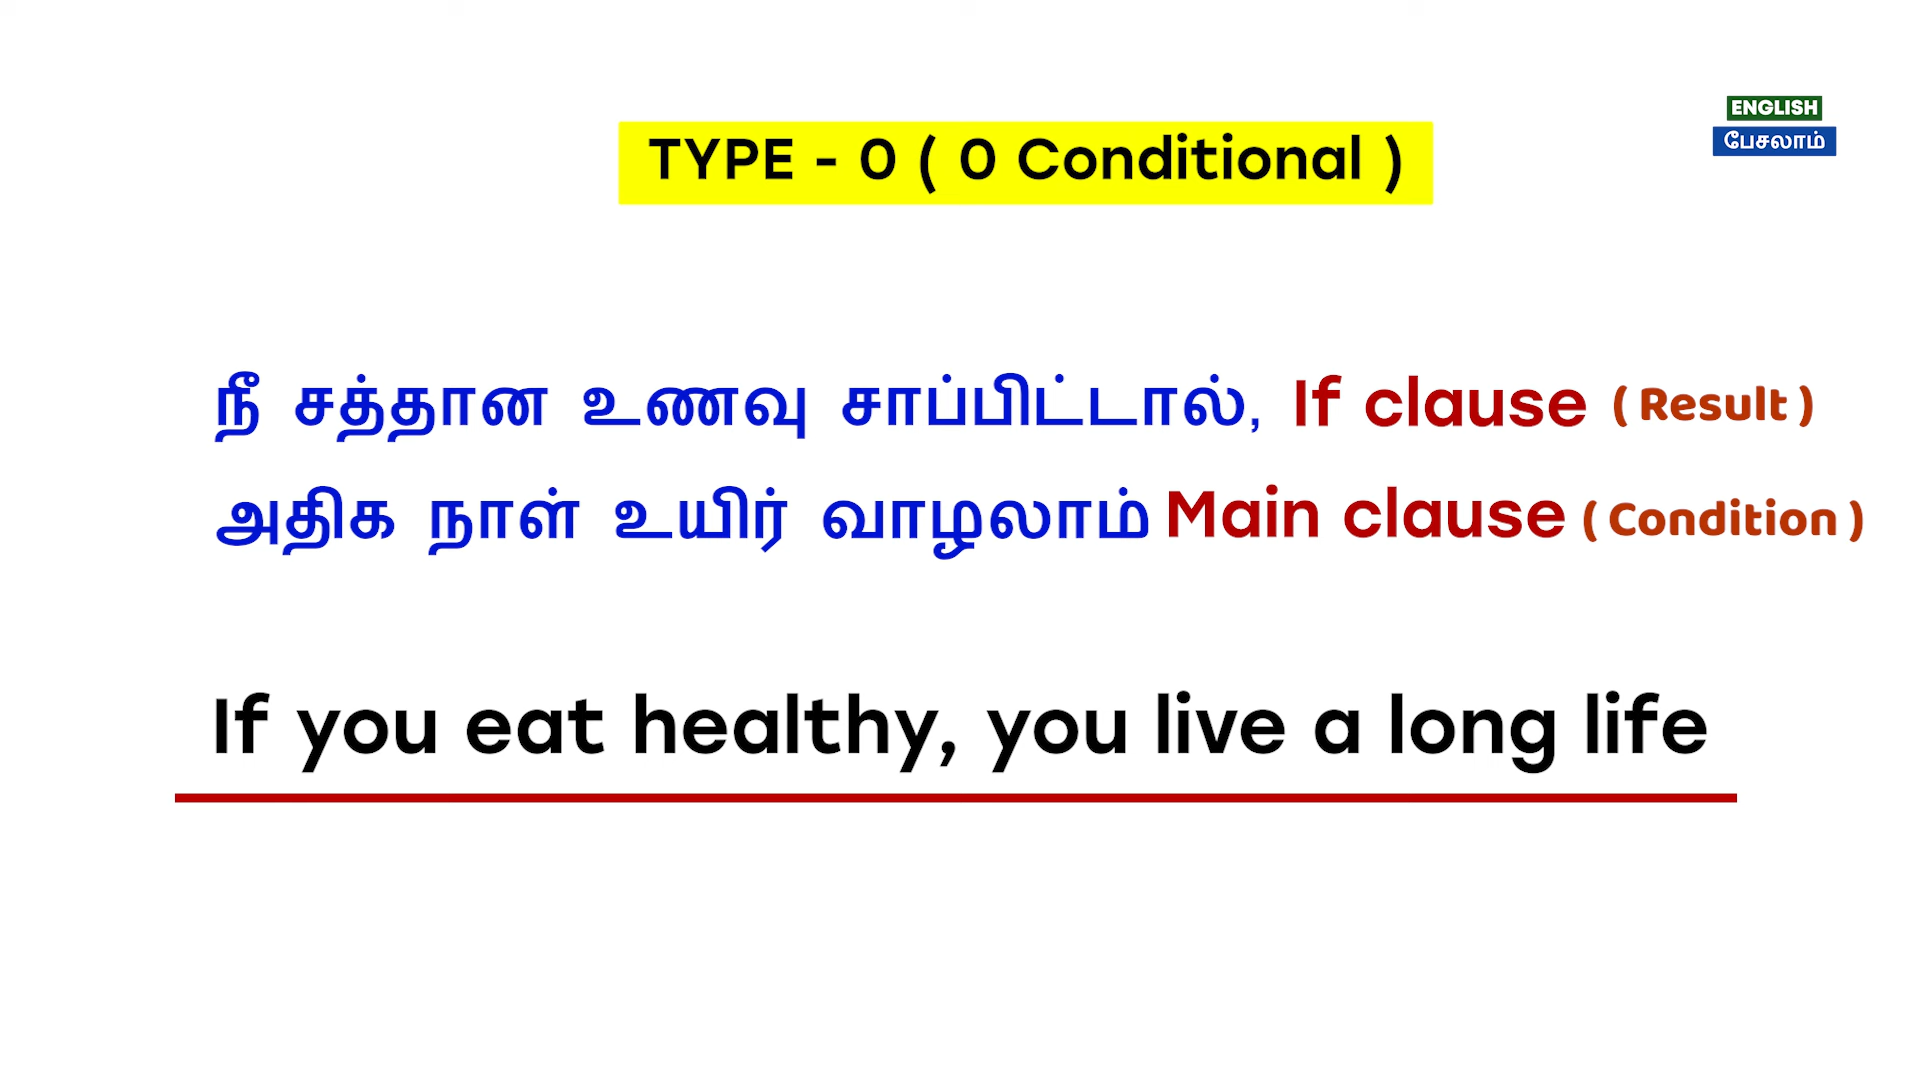 ENGLISH
பேசலாம்
TYPE - 0 ( 0 Conditional )
நீ சத்தான உணவு சாப்பிட்டால், If clause ( Result )
அதிக நாள் உயிர் வாழலாம் Main clause ( Condition )
If you eat healthy, you live a long life